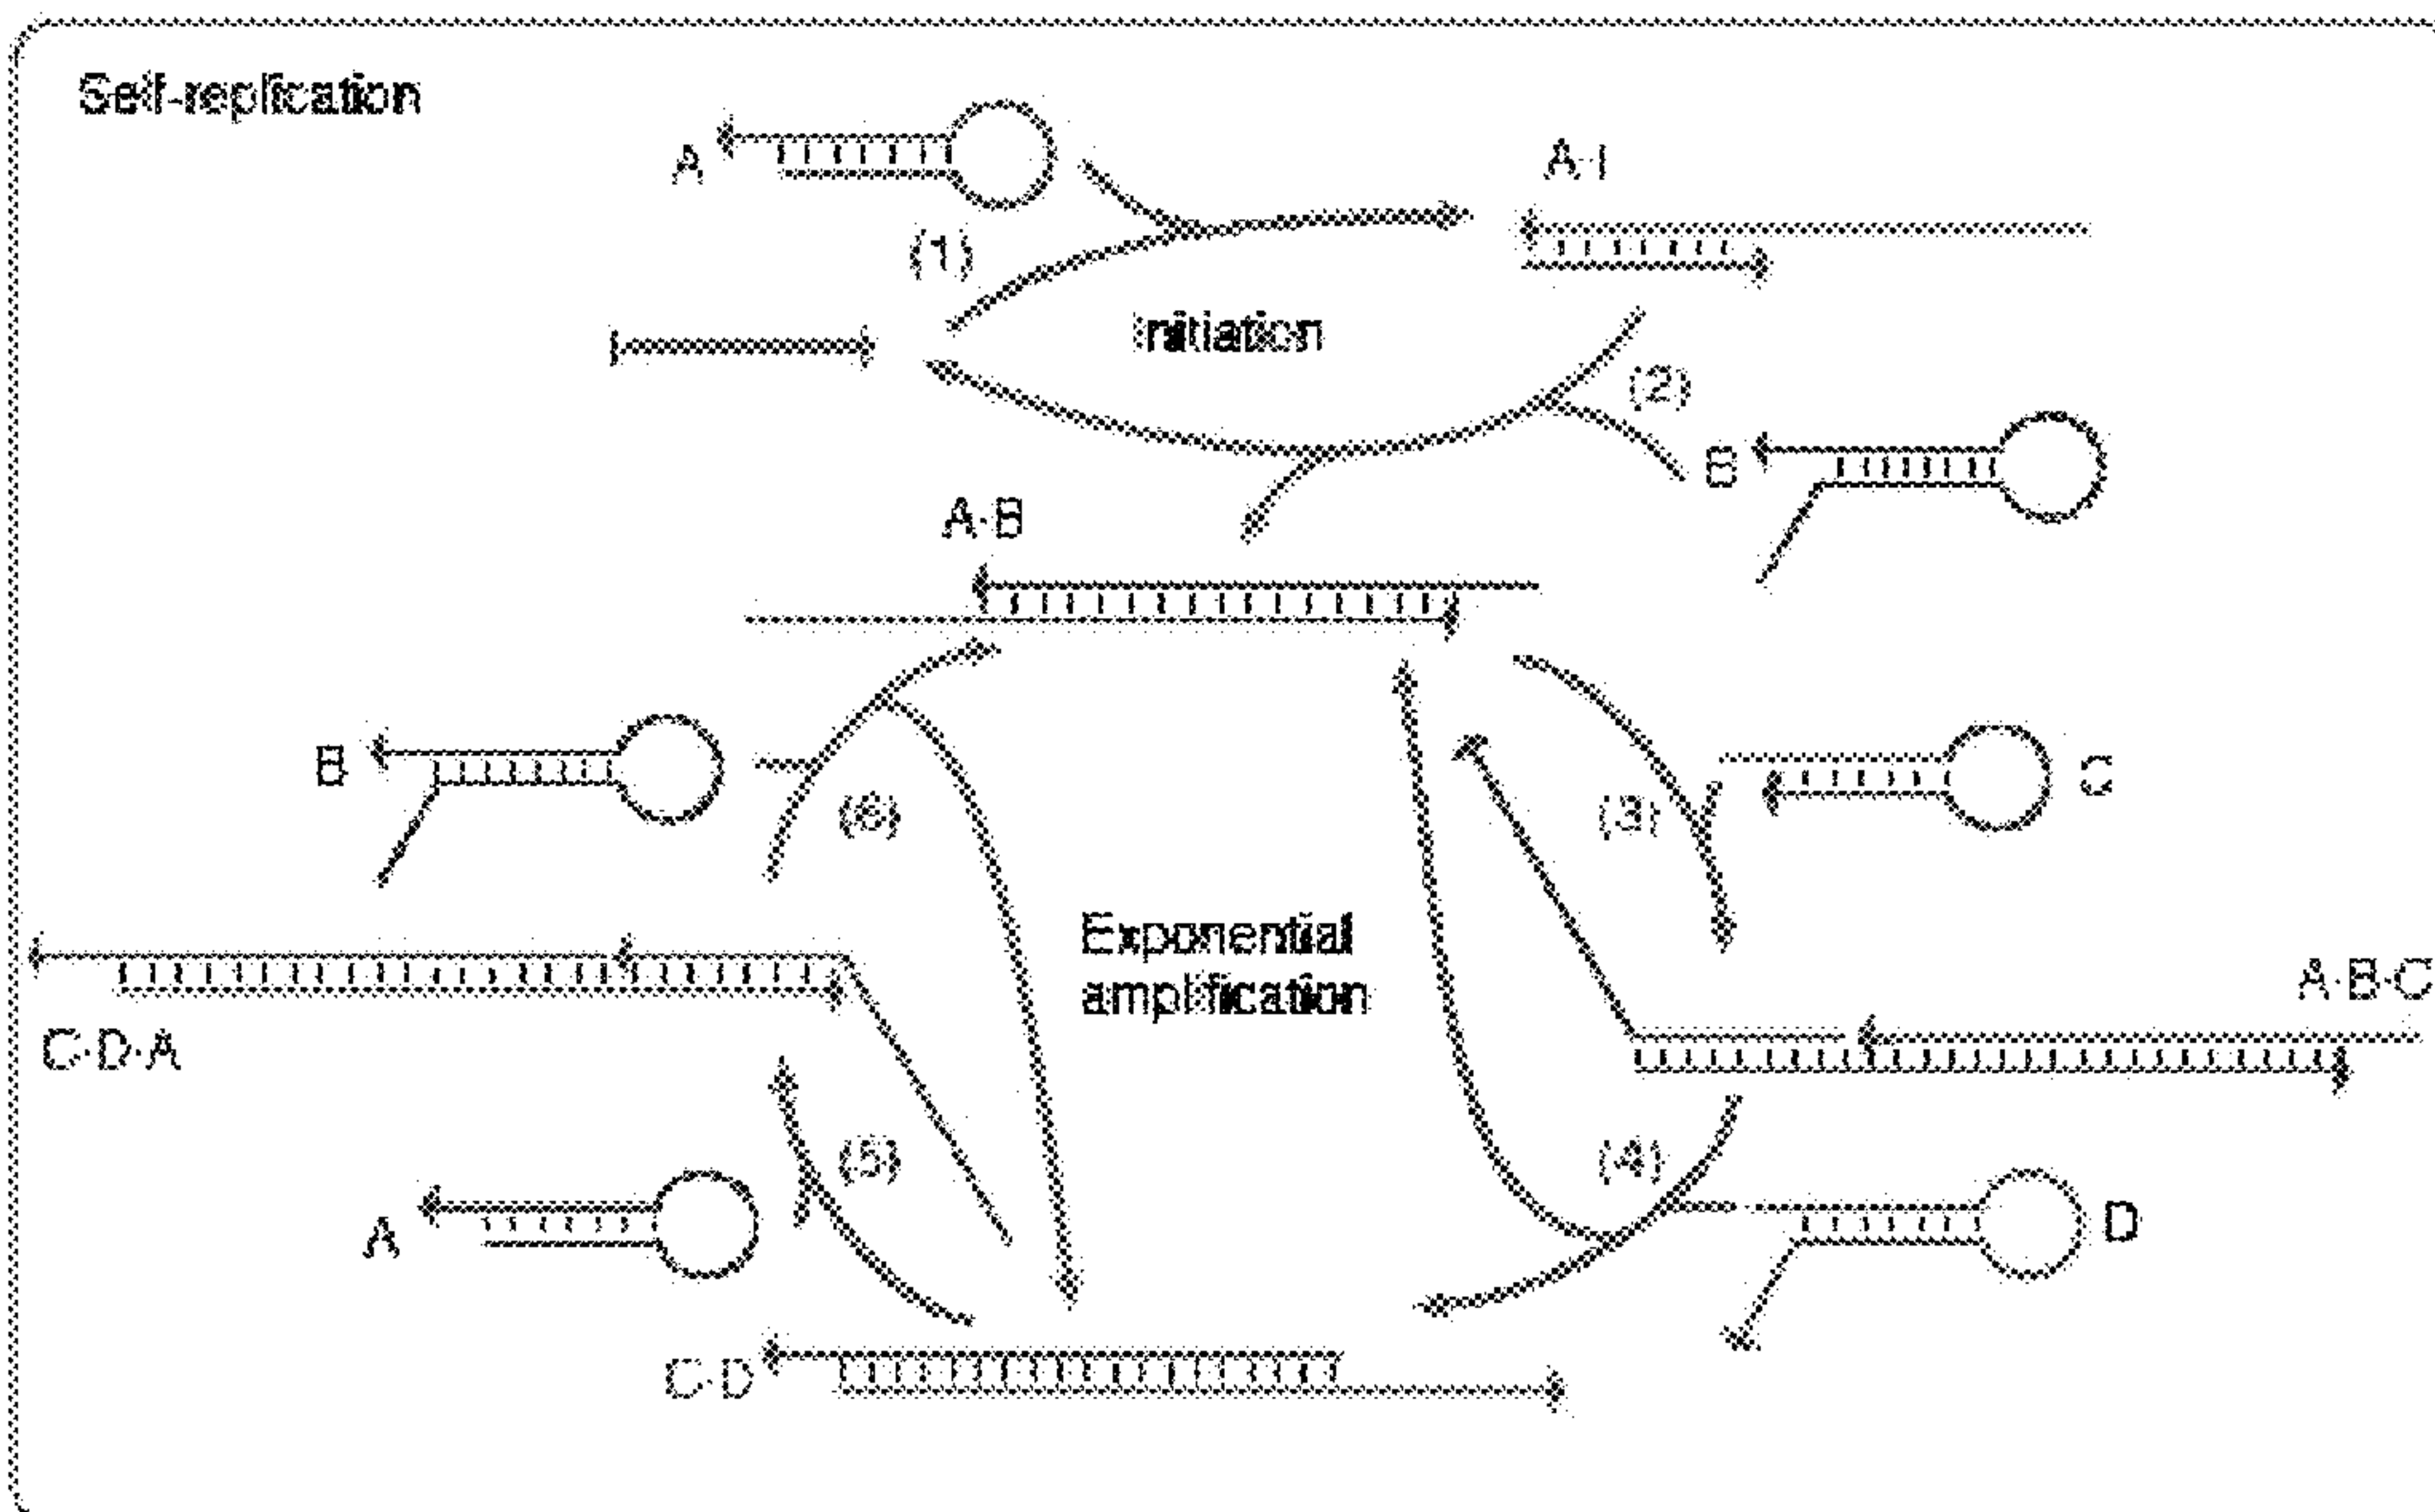 Self-replication
A
A·I
(1)
Initiation
(2)
B
A·B
B
C
(6)
(3)
Exponential
amplification
A·B·C
C·D·A
(5)
(4)
A
D
C·D